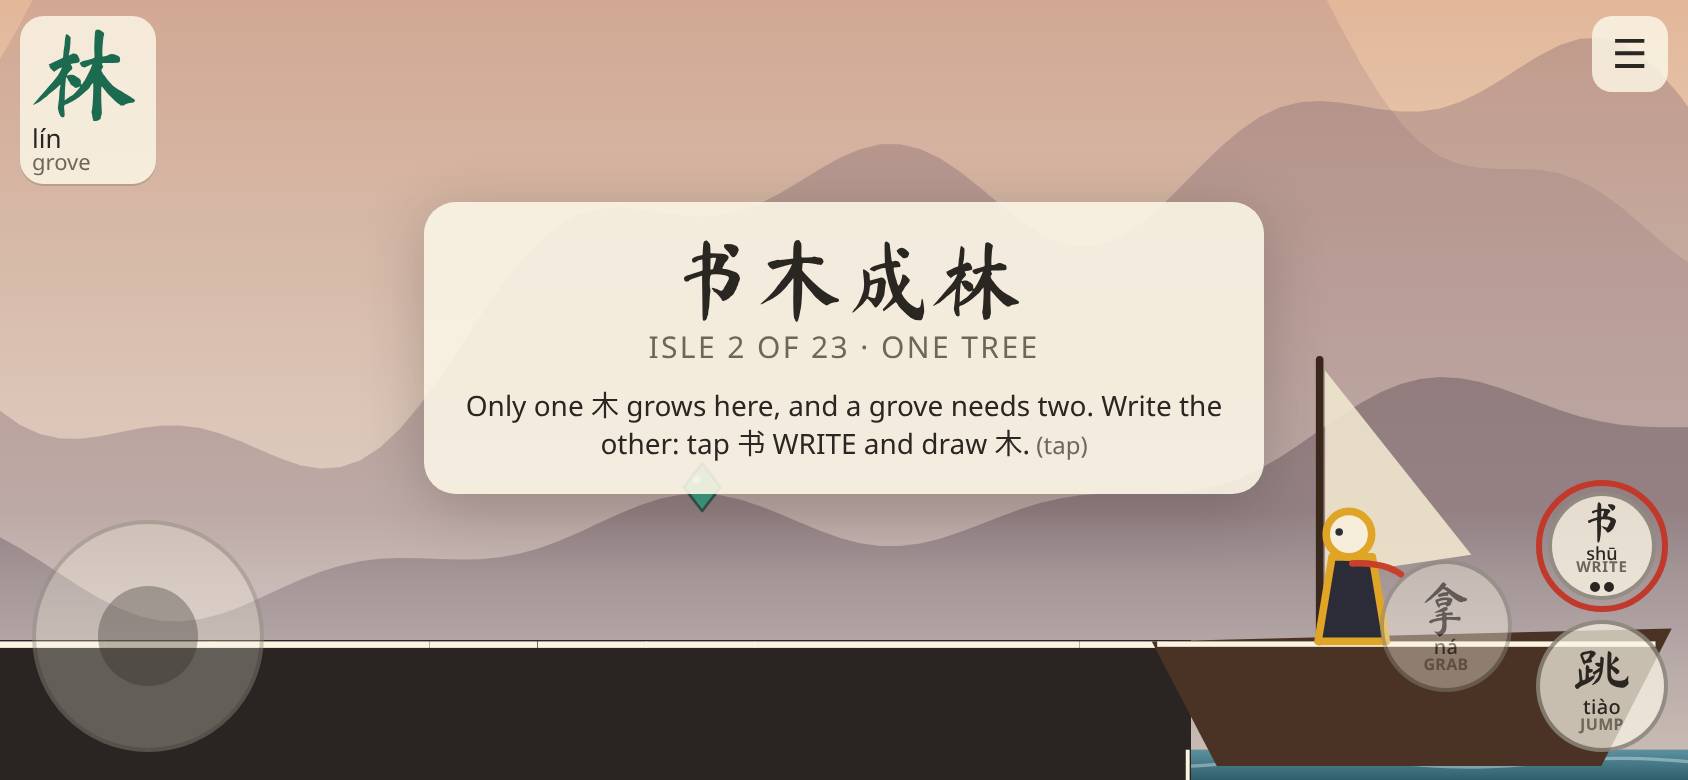 林
lín
grove
☰
书木成林
ISLE 2 OF 23 · ONE TREE
Only one 木 grows here, and a grove needs two. Write the
other: tap 书 WRITE and draw 木. (tap)
书
shū
WRITE
拿
ná
GRAB
跳
tiào
JUMP